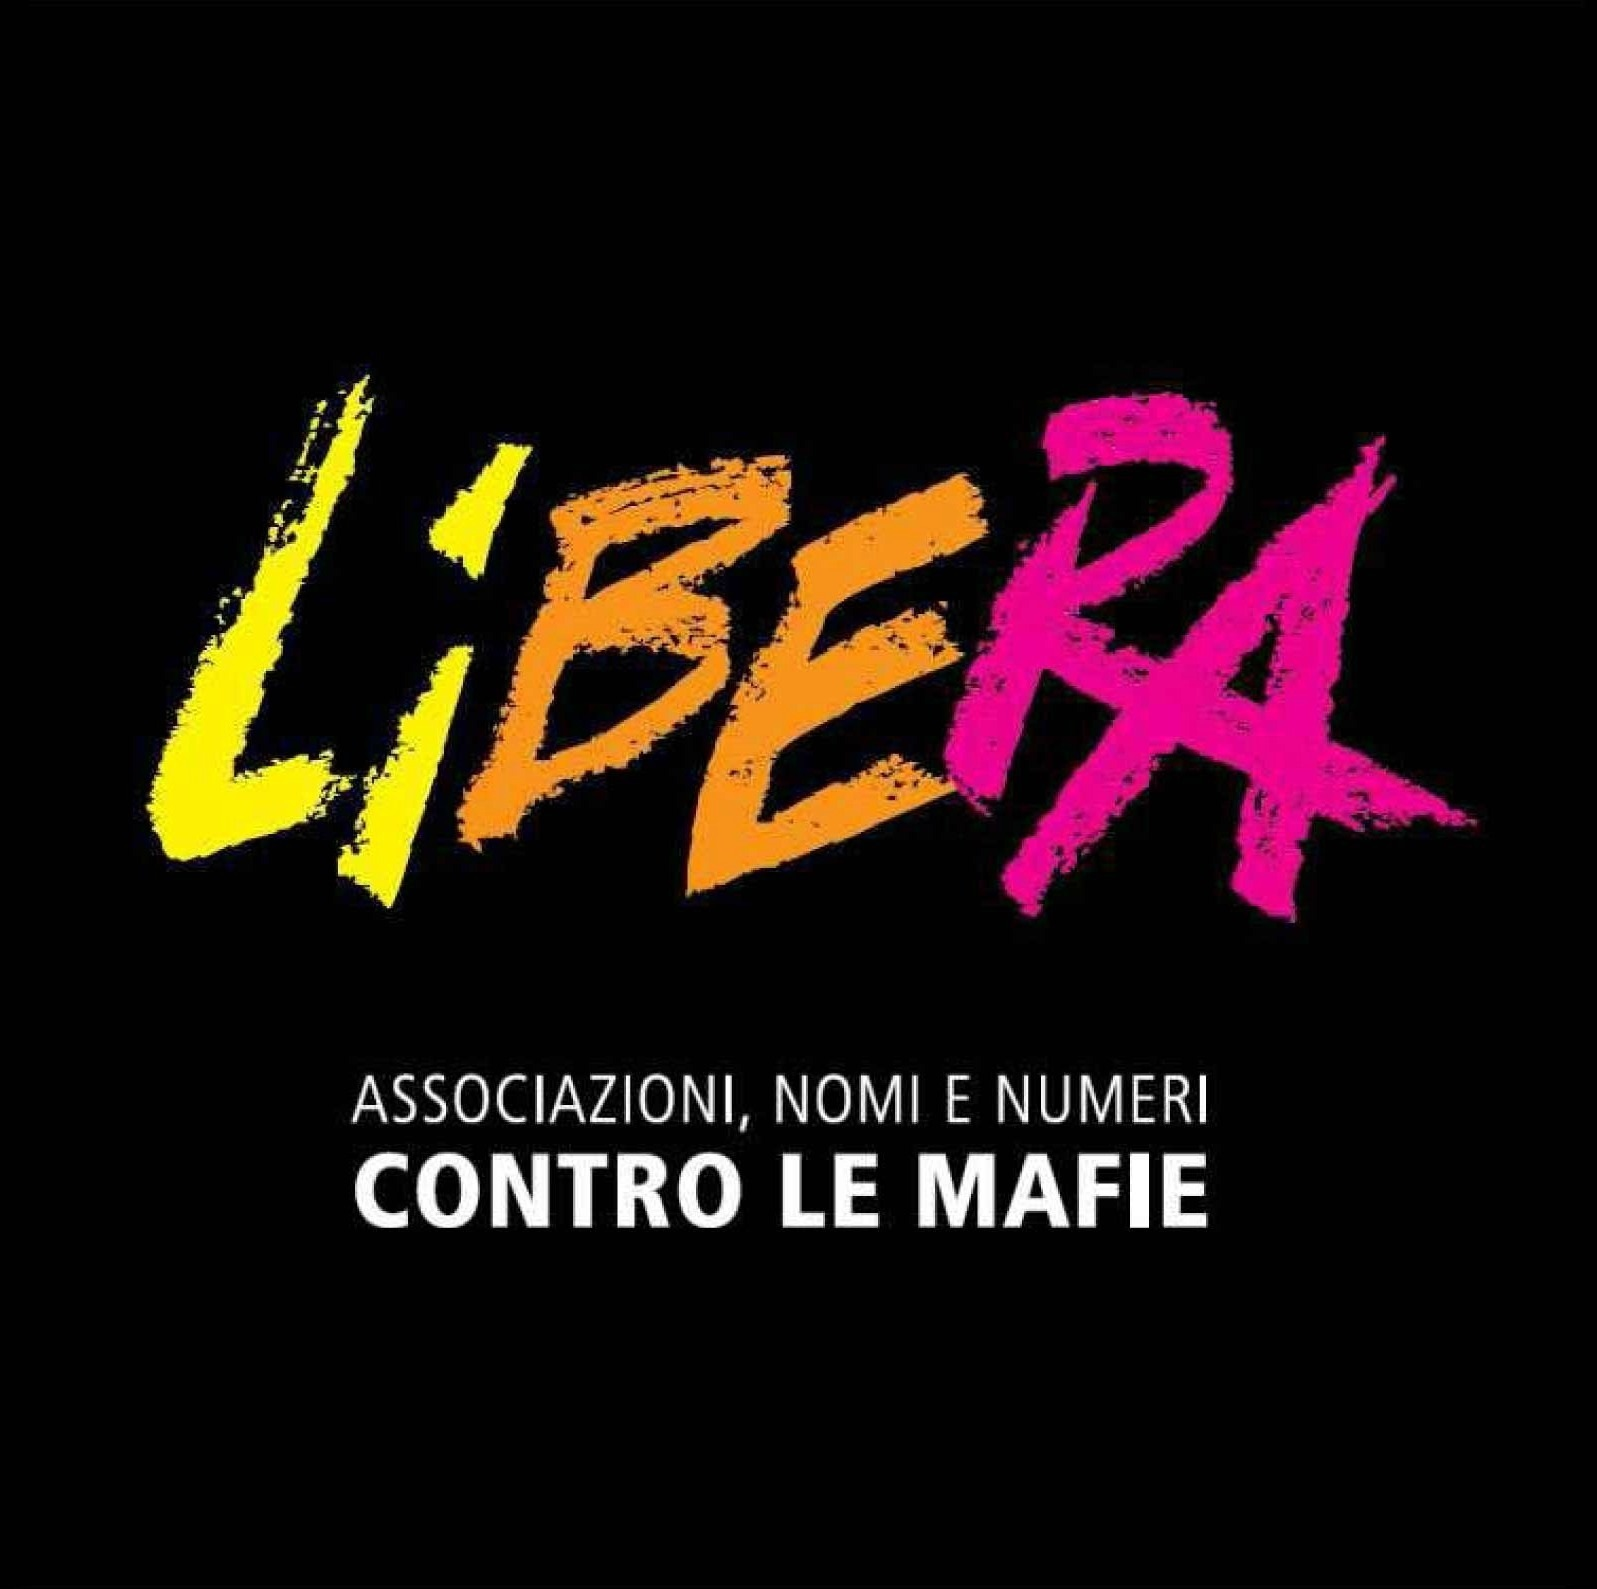 LiBERA
ASSOCIAZIONI, NOMI E NUMERI
CONTRO LE MAFIE